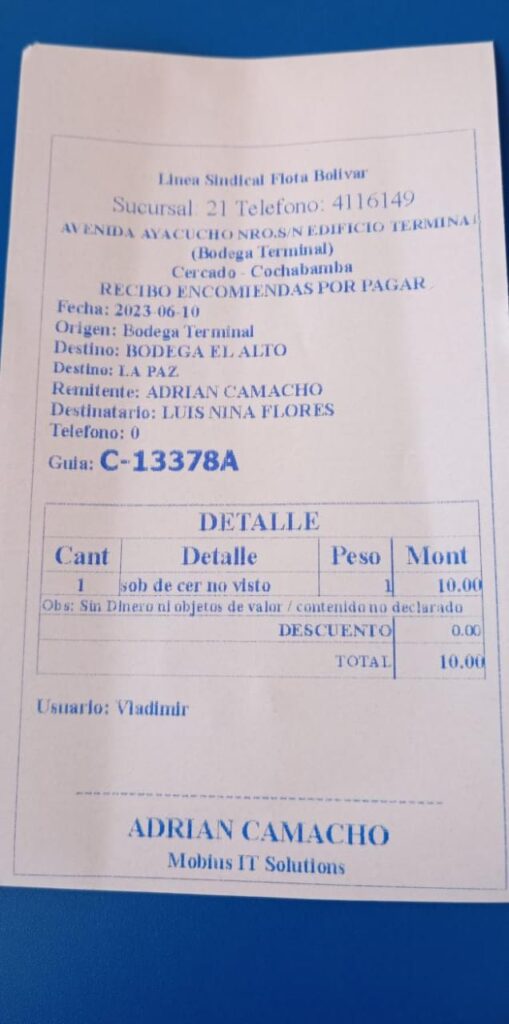 Linea Sindical Flota Bolivar
Sucursal: 21 Telefono: 4116149
AVENIDA AYACUCHO NRO.S/N EDIFICIO TERMINAL
(Bodega Terminal)
Cercado - Cochabamba
RECIBO ENCOMIENDAS POR PAGAR
Fecha: 2023-06-10
Origen: Bodega Terminal
Destino: BODEGA EL ALTO
Destino: LA PAZ
Remitente: ADRIAN CAMACHO
Destinatario: LUIS NINA FLORES
Telefono: 0
Guia: C-13378A
DETALLE
Cant Detalle Peso Mont
1 sob de cer no visto 1 10.00
Obs: Sin Dinero ni objetos de valor / contenido no declarado
DESCUENTO 0.00
TOTAL 10.00
Usuario: Vladimir
ADRIAN CAMACHO
Mobius IT Solutions